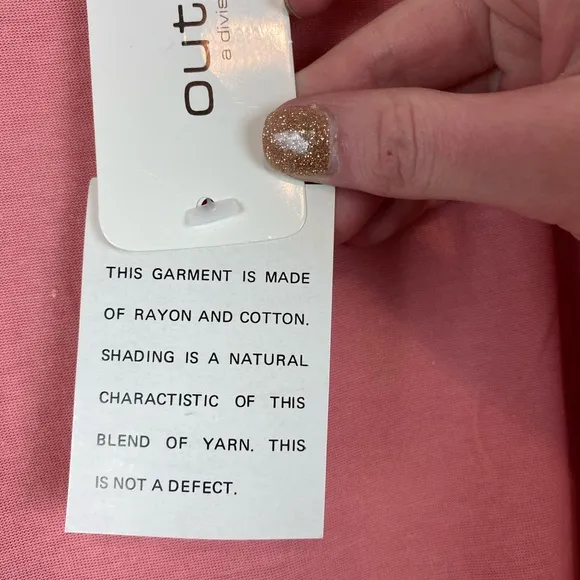 out
a divis
THIS GARMENT IS MADE
OF RAYON AND COTTON.
SHADING IS A NATURAL
CHARACTISTIC OF THIS
BLEND OF YARN. THIS
IS NOT A DEFECT.